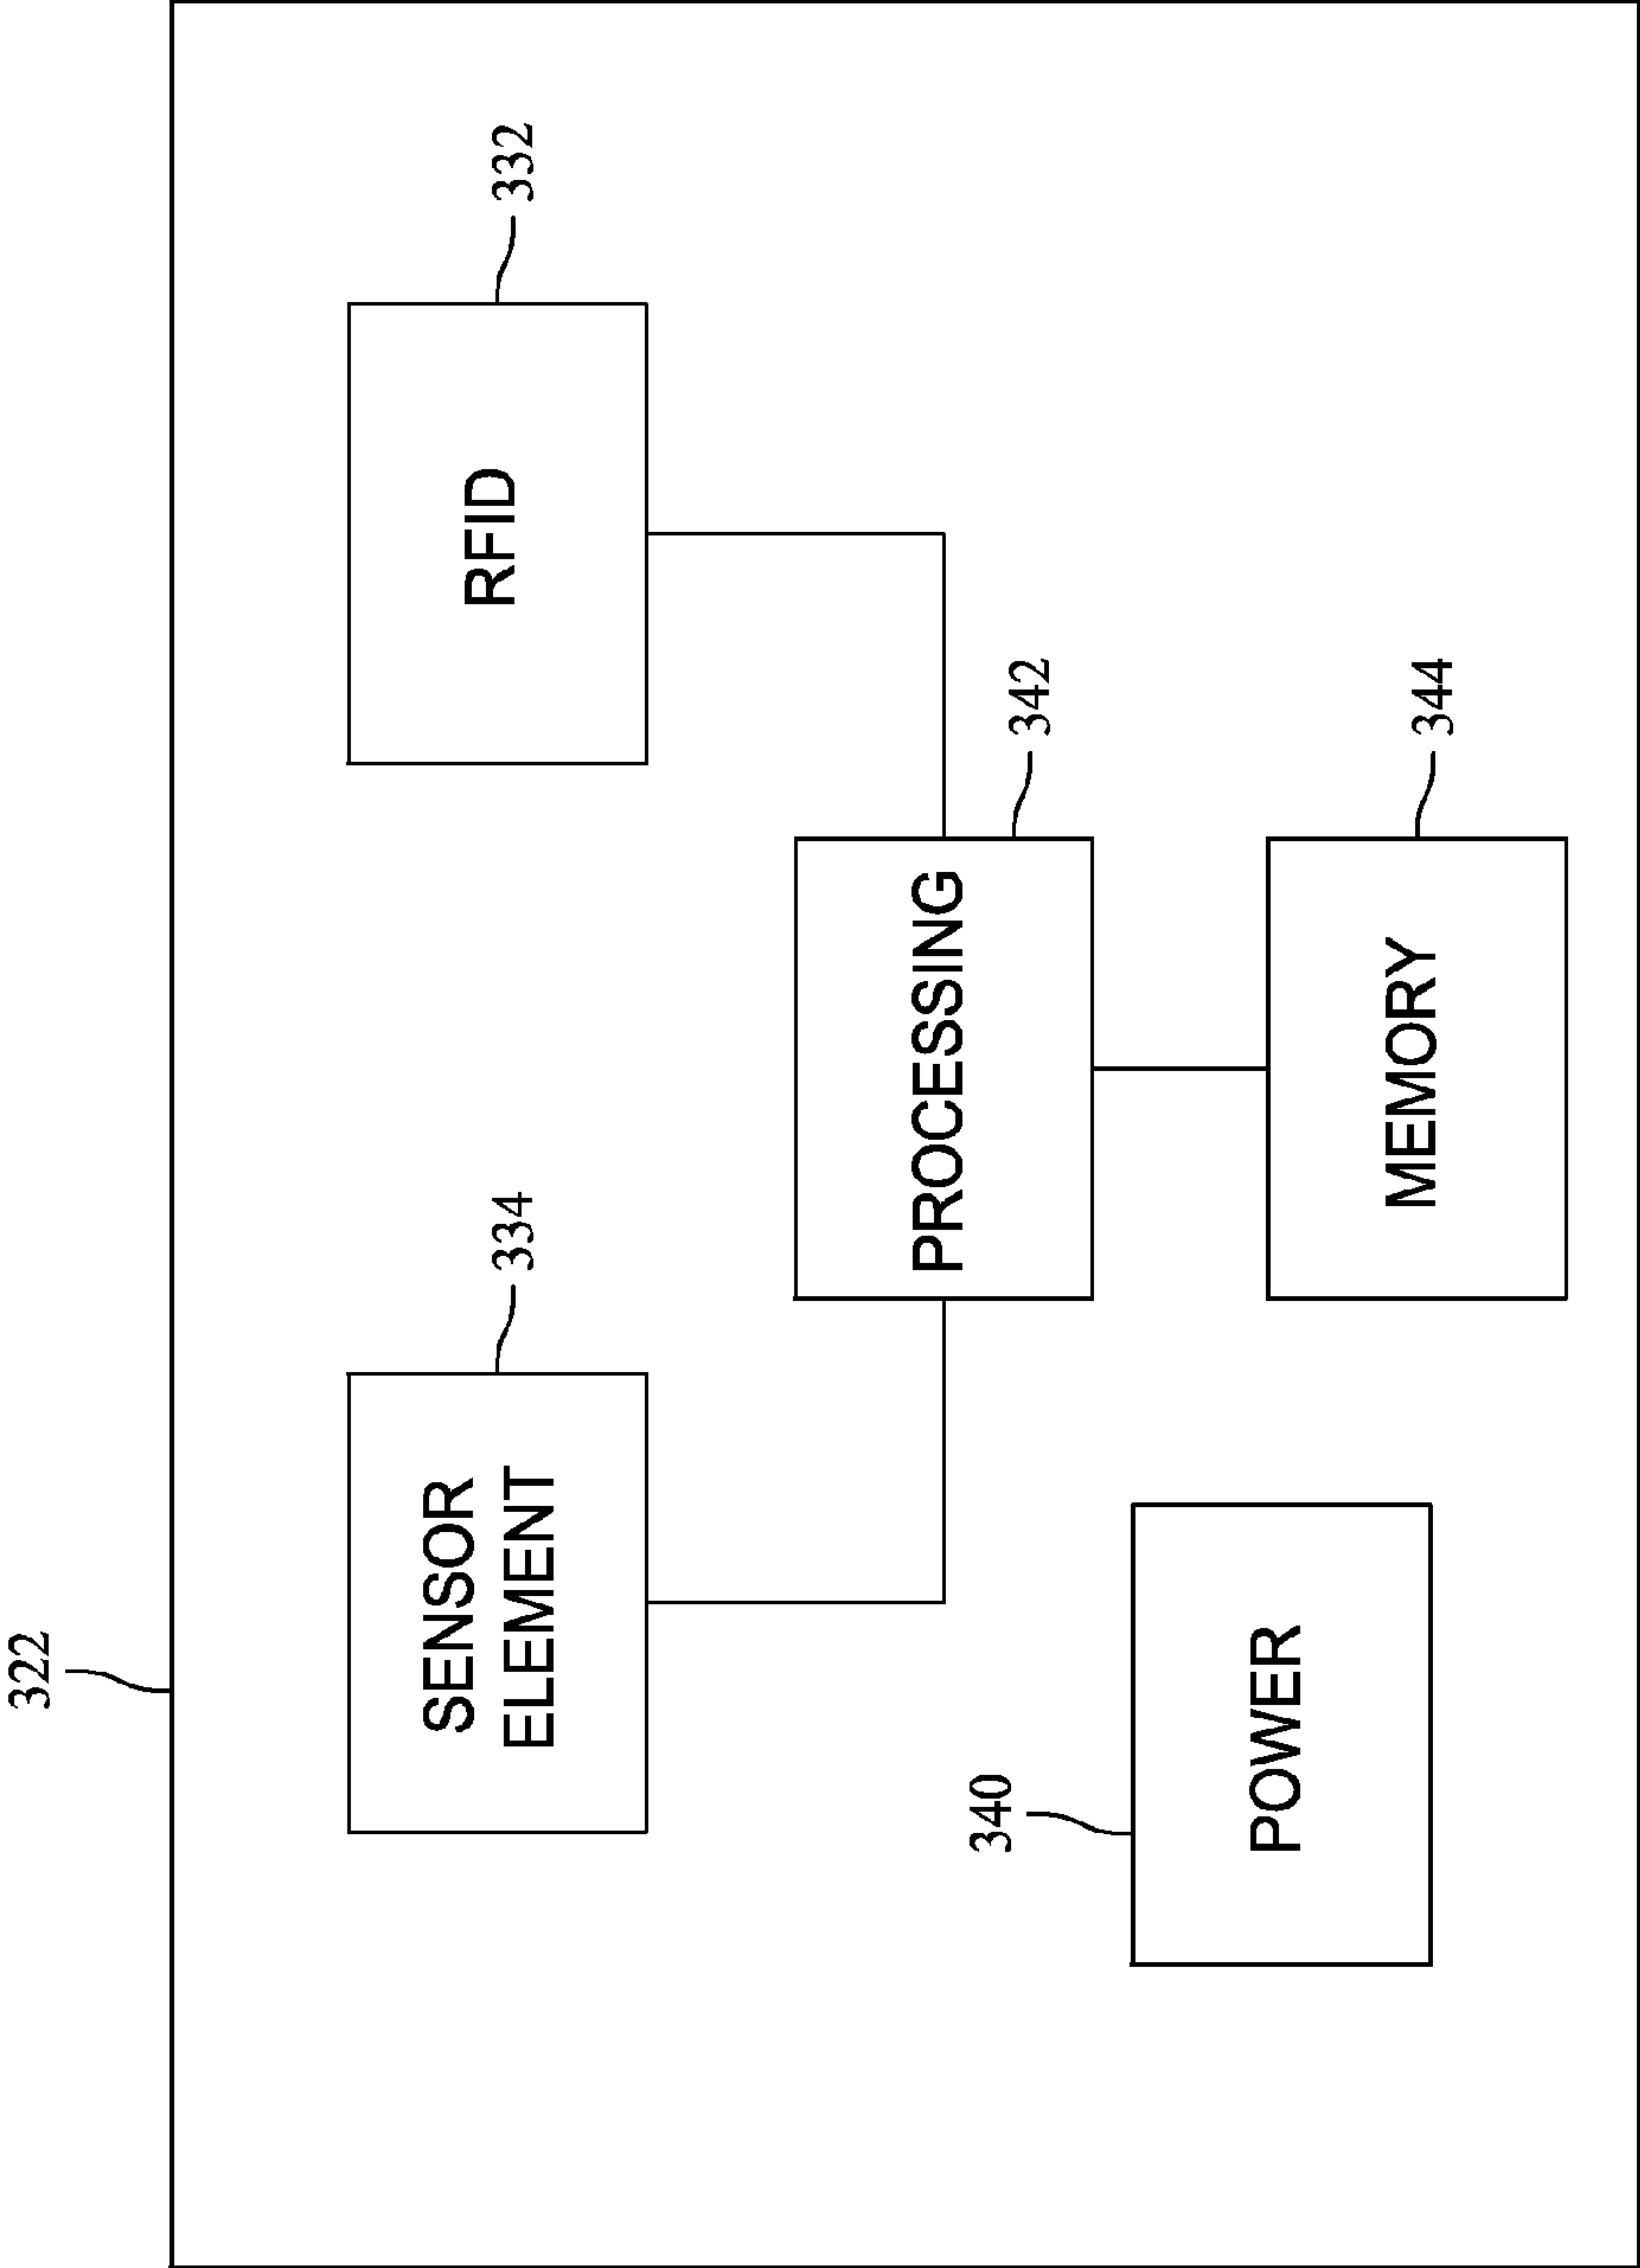 322
SENSOR
ELEMENT
334
RFID
332
PROCESSING
342
340
POWER
MEMORY
344